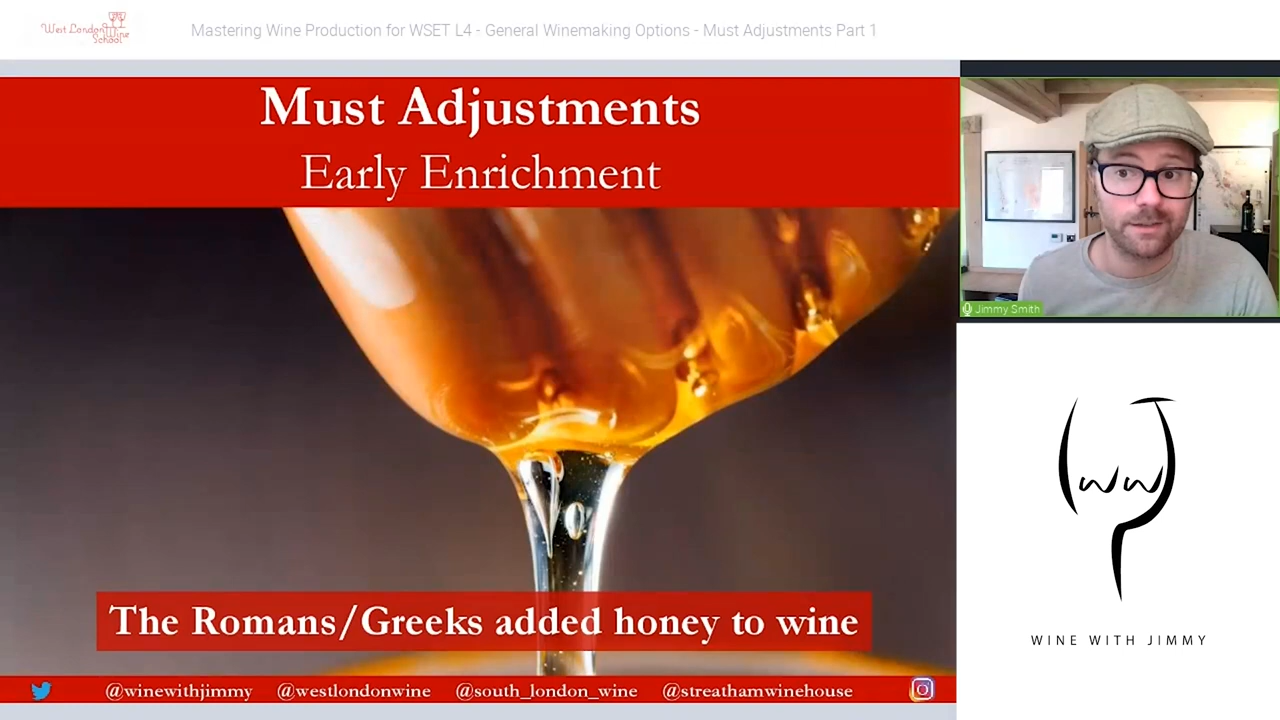 West London Wine School
Mastering Wine Production for WSET L4 - General Winemaking Options - Must Adjustments Part 1
Must Adjustments
Early Enrichment
The Romans/Greeks added honey to wine
@winewithjimmy @westlondonwine @south_london_wine @streathamwinehouse
Jimmy Smith
WW
WINE WITH JIMMY